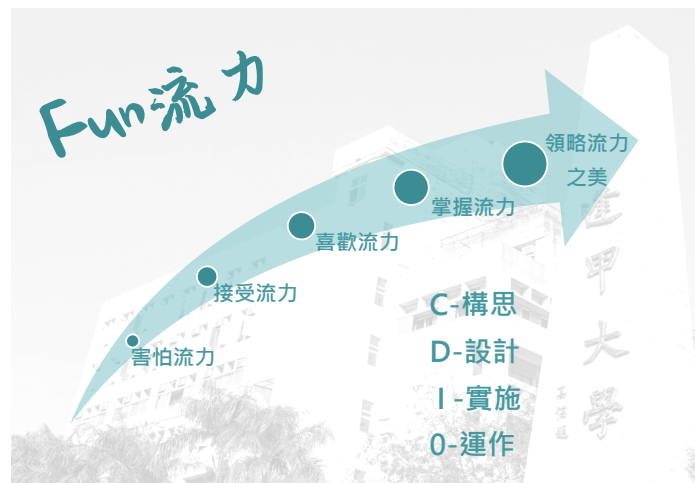 Fun流力
領略流力
之美
掌握流力
喜歡流力
接受流力
害怕流力
C-構思
D-設計
I-實施
0-運作
逢甲大學